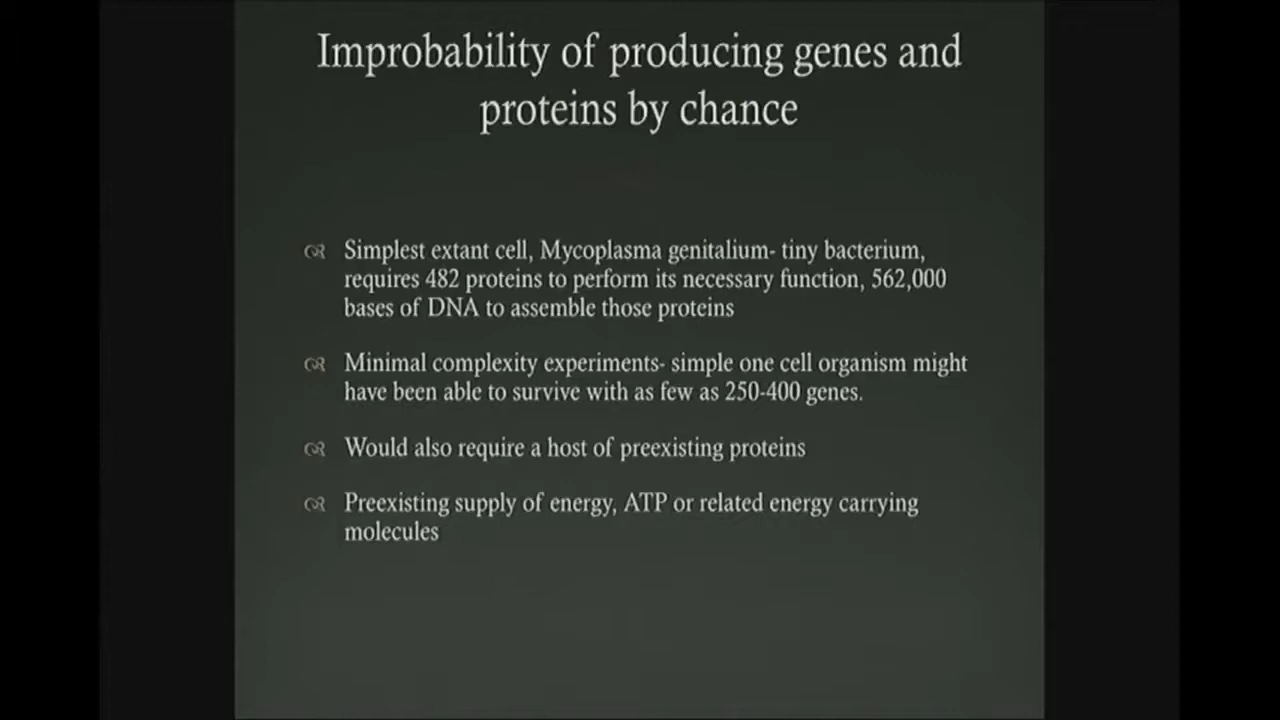 Improbability of producing genes and
proteins by chance
Simplest extant cell, Mycoplasma genitalium- tiny bacterium,
requires 482 proteins to perform its necessary function, 562,000
bases of DNA to assemble those proteins
Minimal complexity experiments- simple one cell organism might
have been able to survive with as few as 250-400 genes.
Would also require a host of preexisting proteins
Preexisting supply of energy, ATP or related energy carrying
molecules